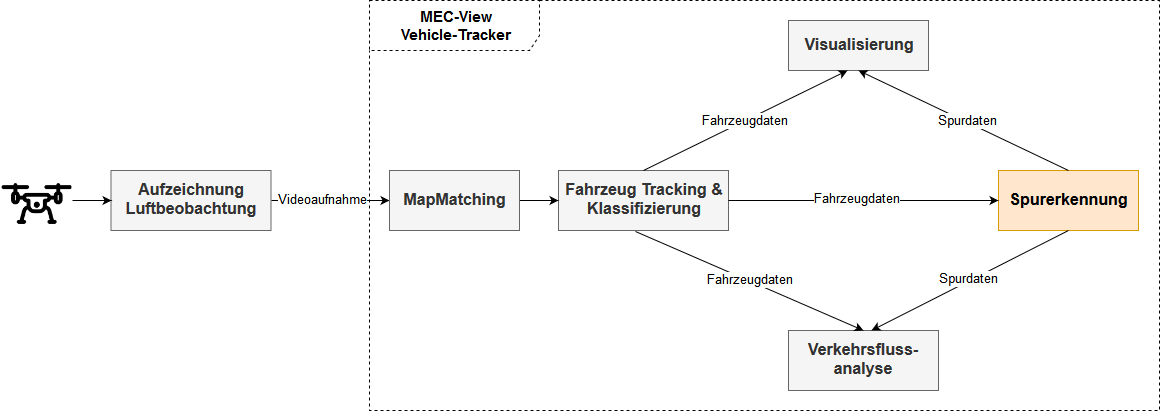 MEC-View
Vehicle-Tracker
Visualisierung
Fahrzeugdaten
Spurdaten
Aufzeichnung
Luftbeobachtung
Videoaufnahme
MapMatching
Fahrzeug Tracking &
Klassifizierung
Fahrzeugdaten
Spurerkennung
Fahrzeugdaten
Spurdaten
Verkehrsfluss-
analyse